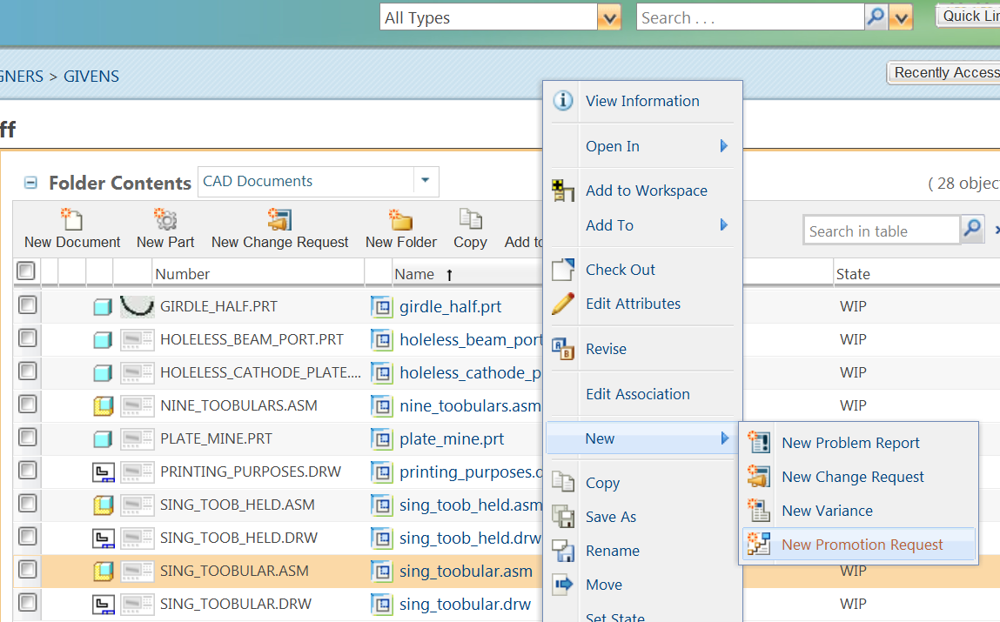 All Types
Search . . .
Quick Lin
GNERS > GIVENS
Recently Access
ff
Folder Contents
CAD Documents
( 28 objec
New Document
New Part
New Change Request
New Folder
Copy
Add to
Search in table
Number
Name
State
GIRDLE_HALF.PRT
girdle_half.prt
WIP
HOLELESS_BEAM_PORT.PRT
holeless_beam_port
WIP
HOLELESS_CATHODE_PLATE....
holeless_cathode_p
WIP
NINE_TOOBULARS.ASM
nine_toobulars.asm
WIP
PLATE_MINE.PRT
plate_mine.prt
PRINTING_PURPOSES.DRW
printing_purposes.d
SING_TOOB_HELD.ASM
sing_toob_held.asm
SING_TOOB_HELD.DRW
sing_toob_held.drw
SING_TOOBULAR.ASM
sing_toobular.asm
WIP
SING_TOOBULAR.DRW
sing_toobular.drw
WIP
View Information
Open In
Add to Workspace
Add To
Check Out
Edit Attributes
Revise
Edit Association
New
Copy
Save As
Rename
Move
Set State
New Problem Report
New Change Request
New Variance
New Promotion Request